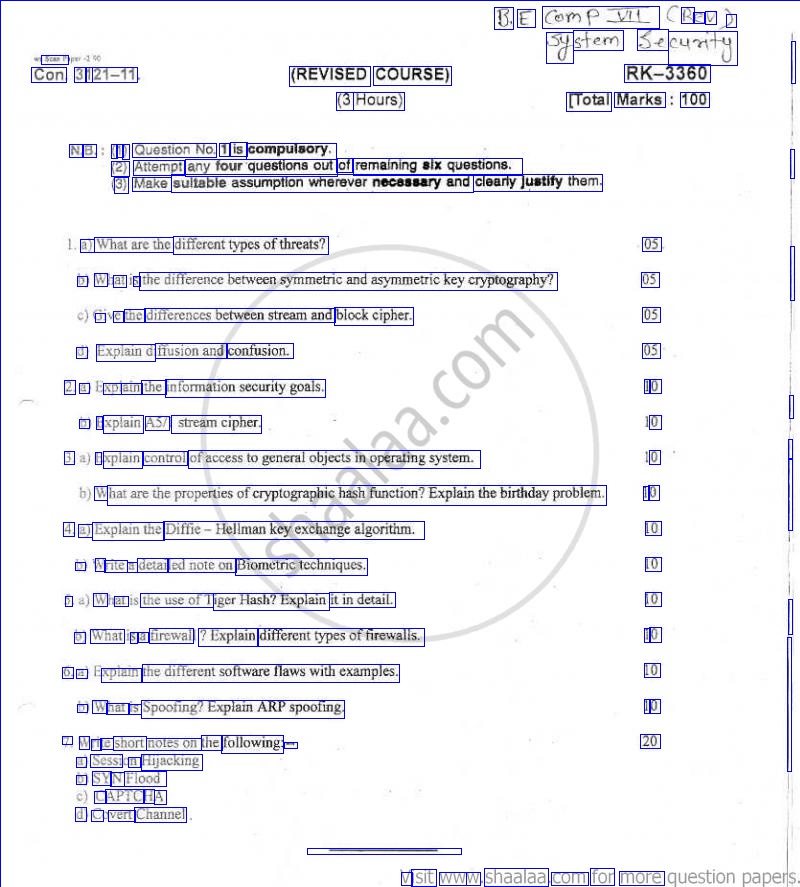 B.E Comp VII (Rev)
System Security
ws Scan Paper -2 90
Con. 3121–11. (REVISED COURSE) RK–3360
(3 Hours) [Total Marks : 100
N.B. : (1) Question No. 1 is compulsory.
(2) Attempt any four questions out of remaining six questions.
(3) Make suitable assumption wherever necessary and clearly justify them.
1. a) What are the different types of threats? 05
b) What is the difference between symmetric and asymmetric key cryptography? 05
c) Give the differences between stream and block cipher. 05
d) Explain diffusion and confusion. 05
2. a) Explain the information security goals. 10
b) Explain A5/ stream cipher. 10
3. a) Explain control of access to general objects in operating system. 10
b) What are the properties of cryptographic hash function? Explain the birthday problem. 10
4. a) Explain the Diffie – Hellman key exchange algorithm. 10
b) Write a detailed note on Biometric techniques. 10
5. a) What is the use of Tiger Hash? Explain it in detail. 10
b) What is a firewall ? Explain different types of firewalls. 10
6. a) Explain the different software flaws with examples. 10
b) What is Spoofing? Explain ARP spoofing. 10
7. Write short notes on the following:– 20
a) Session Hijacking
b) SYN Flood
c) CAPTCHA
d) Covert Channel .
shaalaa.com
Visit www.shaalaa.com for more question papers.